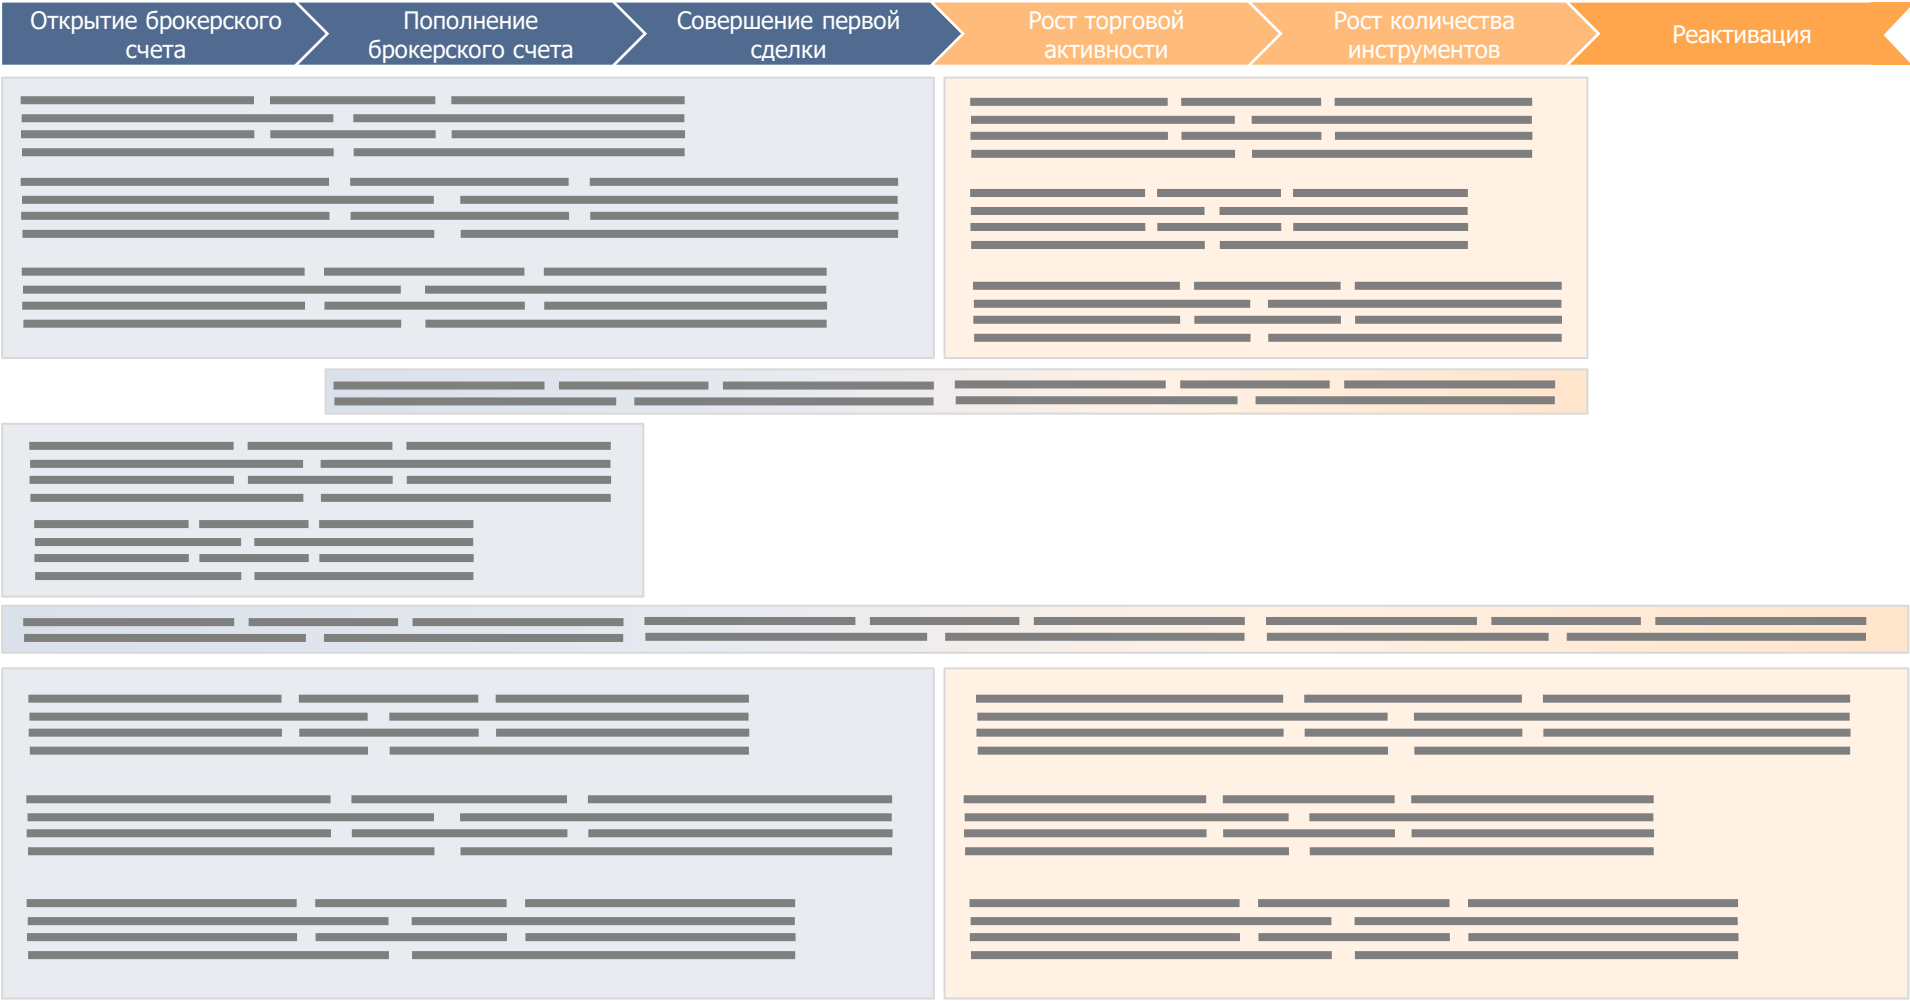 Открытие брокерского
счета
Пополнение
брокерского счета
Совершение первой
сделки
Рост торговой
активности
Рост количества
инструментов
Реактивация